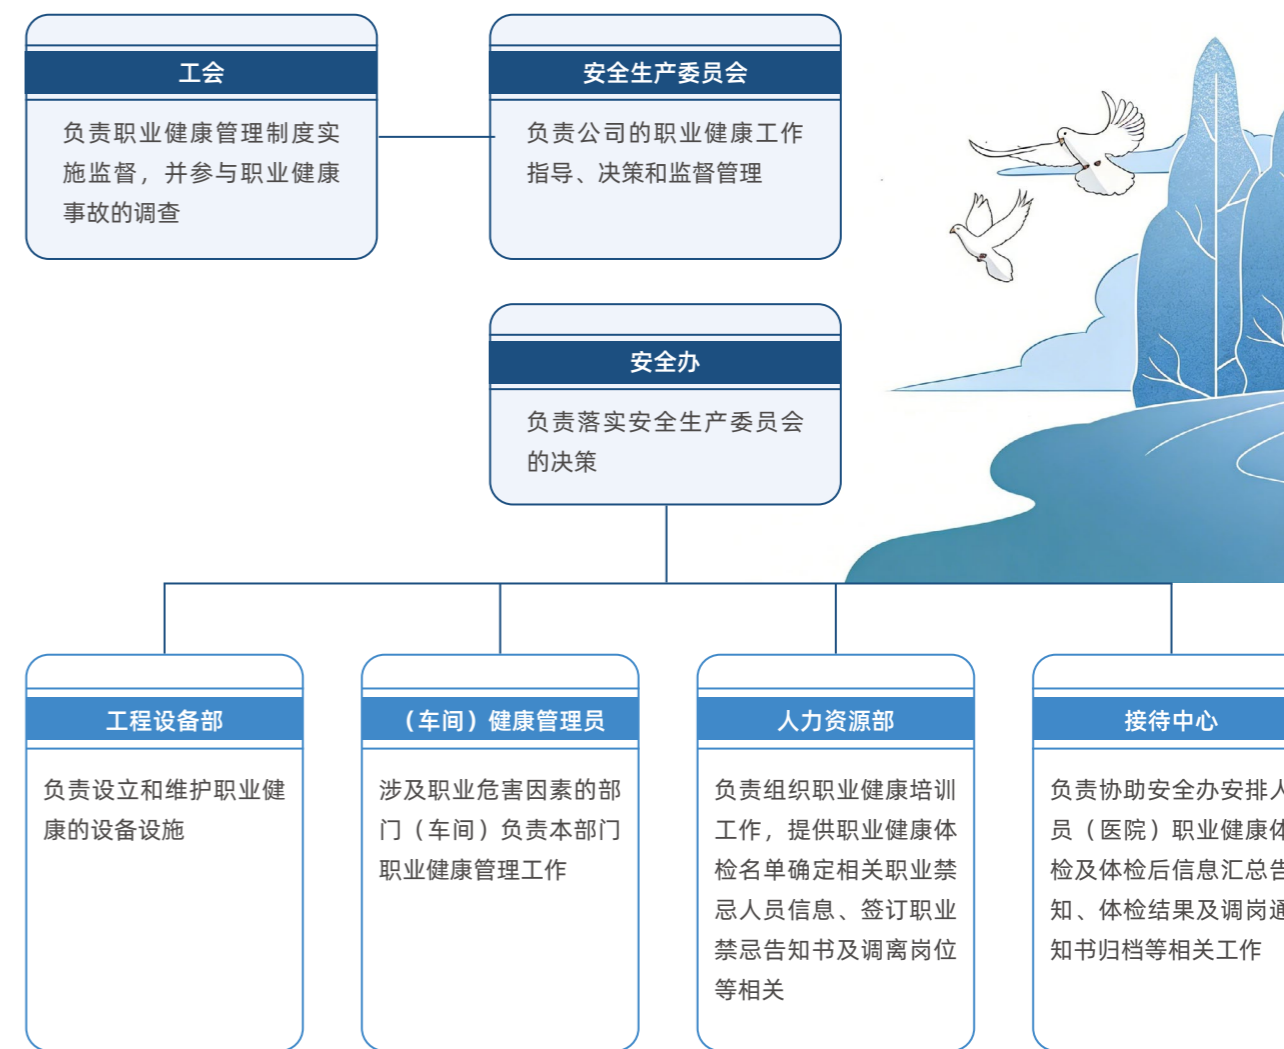 工会
负责职业健康管理制度实
施监督，并参与职业健康
事故的调查
安全生产委员会
负责公司的职业健康工作
指导、决策和监督管理
安全办
负责落实安全生产委员会
的决策
工程设备部
负责设立和维护职业健
康的设备设施
（车间）健康管理员
涉及职业危害因素的部
门（车间）负责本部门
职业健康管理工作
人力资源部
负责组织职业健康培训
工作，提供职业健康体
检名单确定相关职业禁
忌人员信息、签订职业
禁忌告知书及调离岗位
等相关
接待中心
负责协助安全办安排人
员（医院）职业健康体
检及体检后信息汇总告
知、体检结果及调岗通
知书归档等相关工作